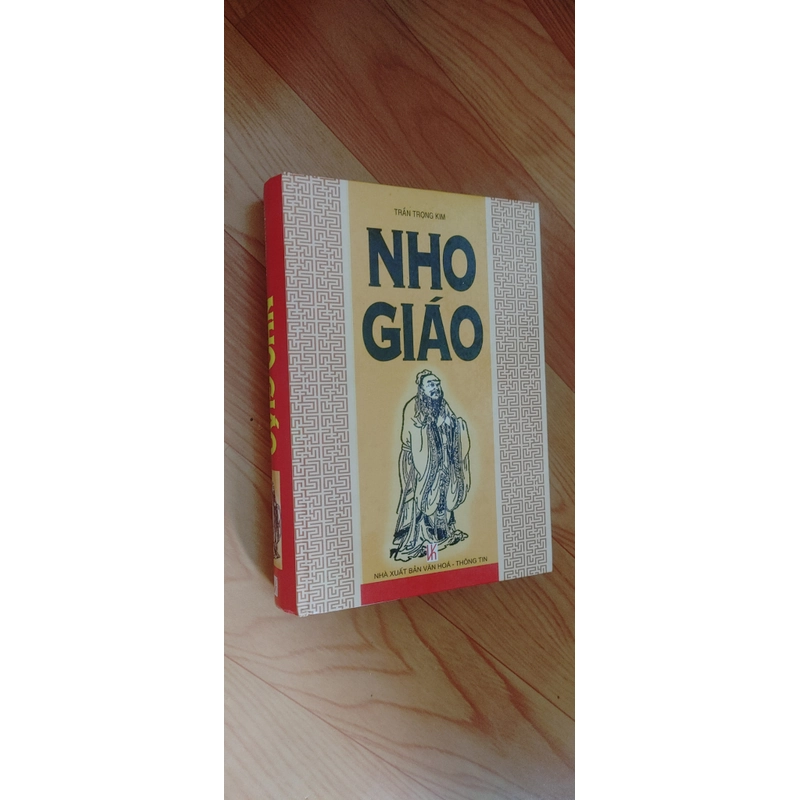 TRẦN TRỌNG KIM
NHO
GIÁO
NHÀ XUẤT BẢN VĂN HOÁ - THÔNG TIN
NHO GIÁO